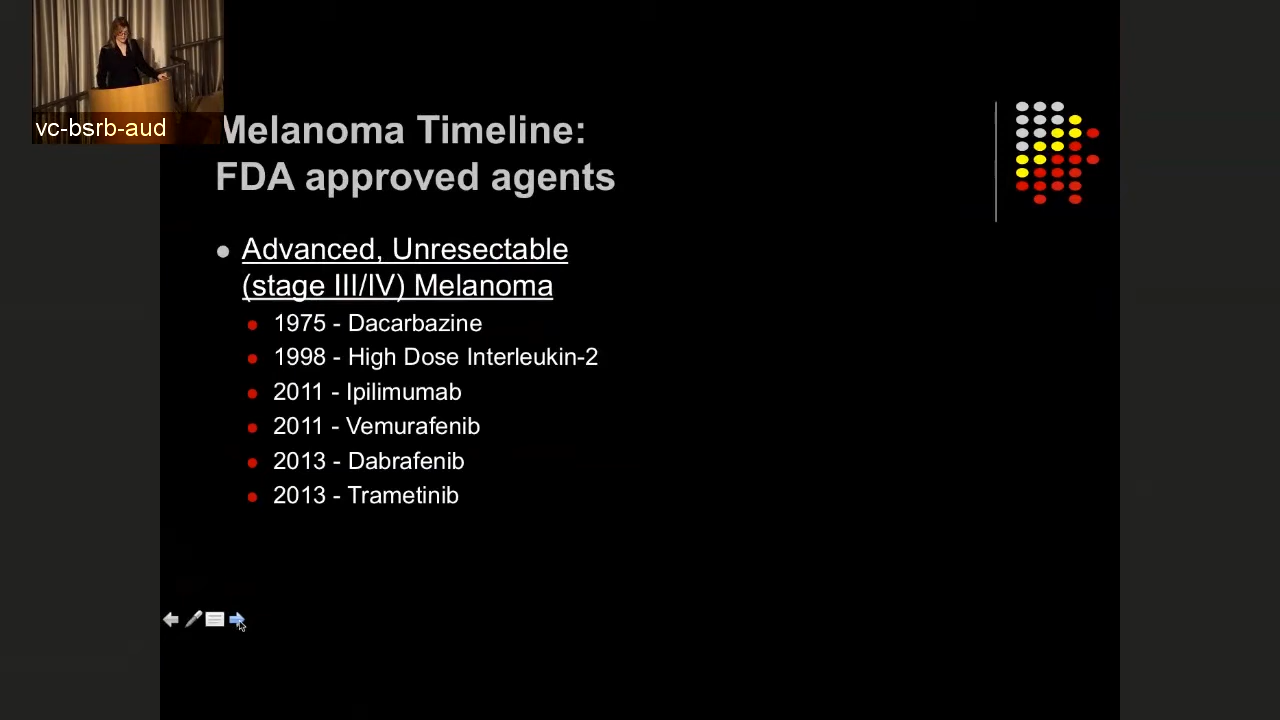 vc-bsrb-aud
Melanoma Timeline:
FDA approved agents
Advanced, Unresectable
(stage III/IV) Melanoma
1975 - Dacarbazine
1998 - High Dose Interleukin-2
2011 - Ipilimumab
2011 - Vemurafenib
2013 - Dabrafenib
2013 - Trametinib